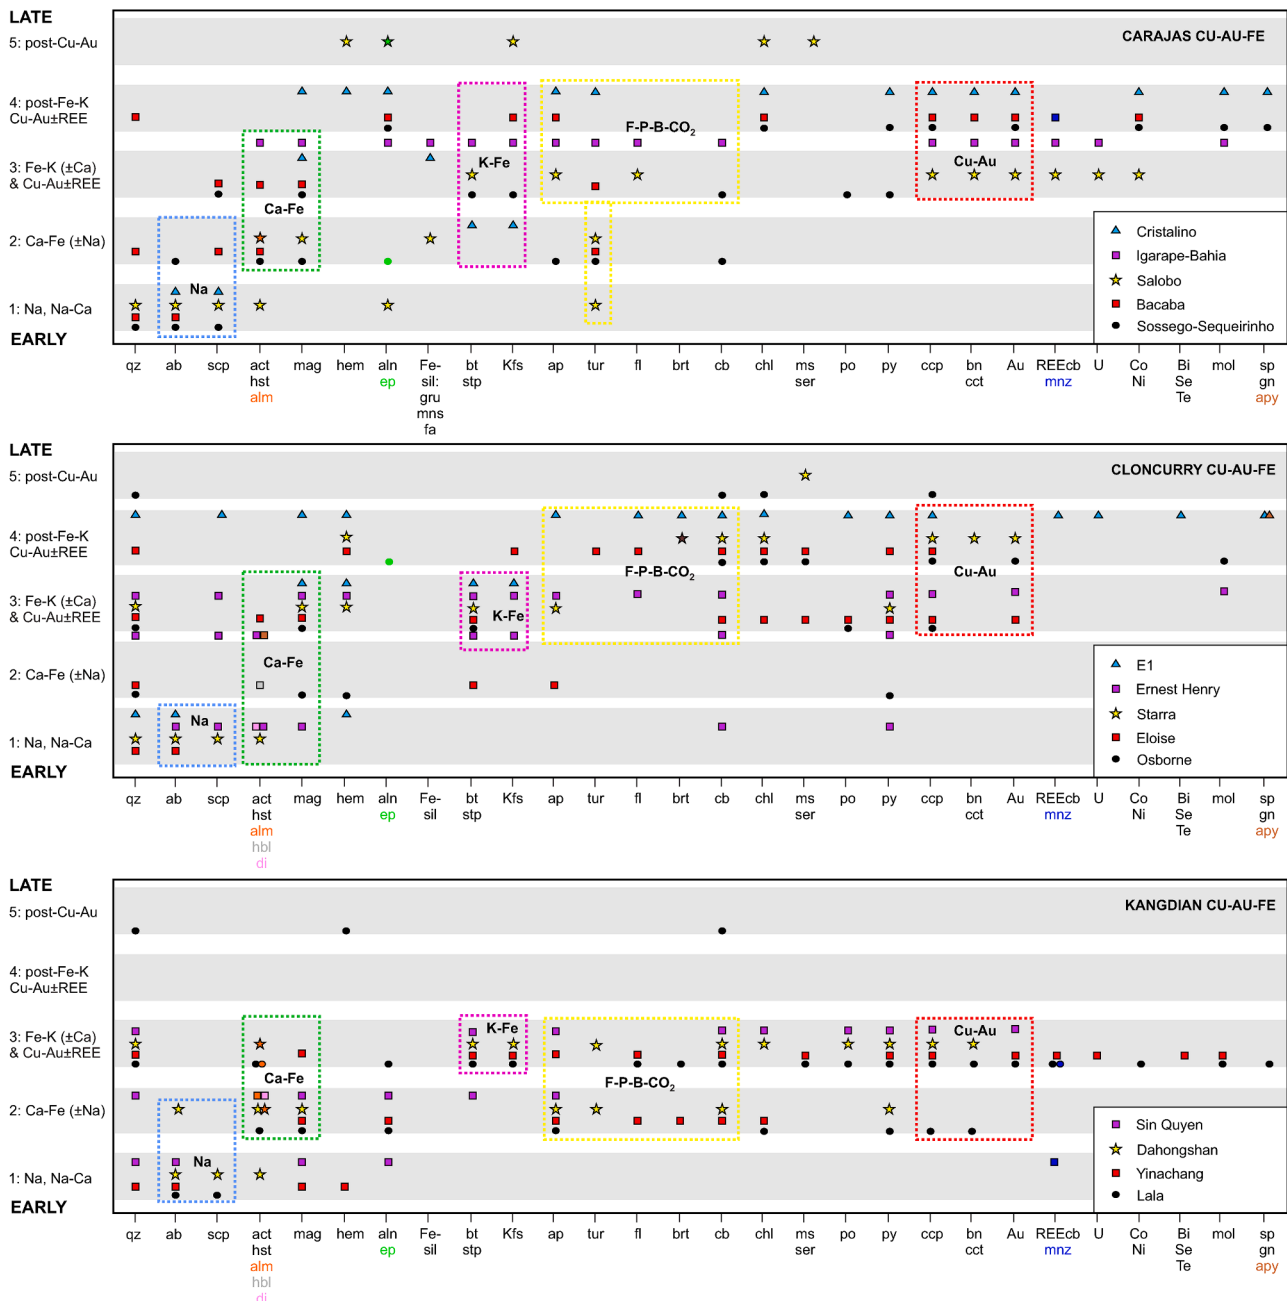 LATE
5: post-Cu-Au
CARAJAS CU-AU-FE
4: post-Fe-K
Cu-Au±REE
F-P-B-CO₂
3: Fe-K (±Ca)
& Cu-Au±REE
K-Fe
Cu-Au
Ca-Fe
2: Ca-Fe (±Na)
Na
1: Na, Na-Ca
EARLY
Cristalino
Igarape-Bahia
Salobo
Bacaba
Sossego-Sequeirinho
qz ab scp act mag hem aln Fe- bt Kfs ap tur fl brt cb chl ms po py ccp bn Au REEcb U Co Bi mol sp
hst ep sil: stp ser cct mnz Ni Se gn
alm gru Te apy
mns
fa
LATE
5: post-Cu-Au
CLONCURRY CU-AU-FE
4: post-Fe-K
Cu-Au±REE
F-P-B-CO₂
Cu-Au
3: Fe-K (±Ca)
& Cu-Au±REE
K-Fe
Ca-Fe
2: Ca-Fe (±Na)
Na
1: Na, Na-Ca
EARLY
E1
Ernest Henry
Starra
Eloise
Osborne
qz ab scp act mag hem aln Fe- bt Kfs ap tur fl brt cb chl ms po py ccp bn Au REEcb U Co Bi mol sp
hst ep sil stp ser cct mnz Ni Se gn
alm Te apy
hbl
di
LATE
5: post-Cu-Au
KANGDIAN CU-AU-FE
4: post-Fe-K
Cu-Au±REE
3: Fe-K (±Ca)
& Cu-Au±REE
K-Fe
Cu-Au
Ca-Fe
F-P-B-CO₂
2: Ca-Fe (±Na)
Na
1: Na, Na-Ca
EARLY
Sin Quyen
Dahongshan
Yinachang
Lala
qz ab scp act mag hem aln Fe- bt Kfs ap tur fl brt cb chl ms po py ccp bn Au REEcb U Co Bi mol sp
hst ep sil stp ser cct mnz Ni Se gn
alm Te apy
hbl
di